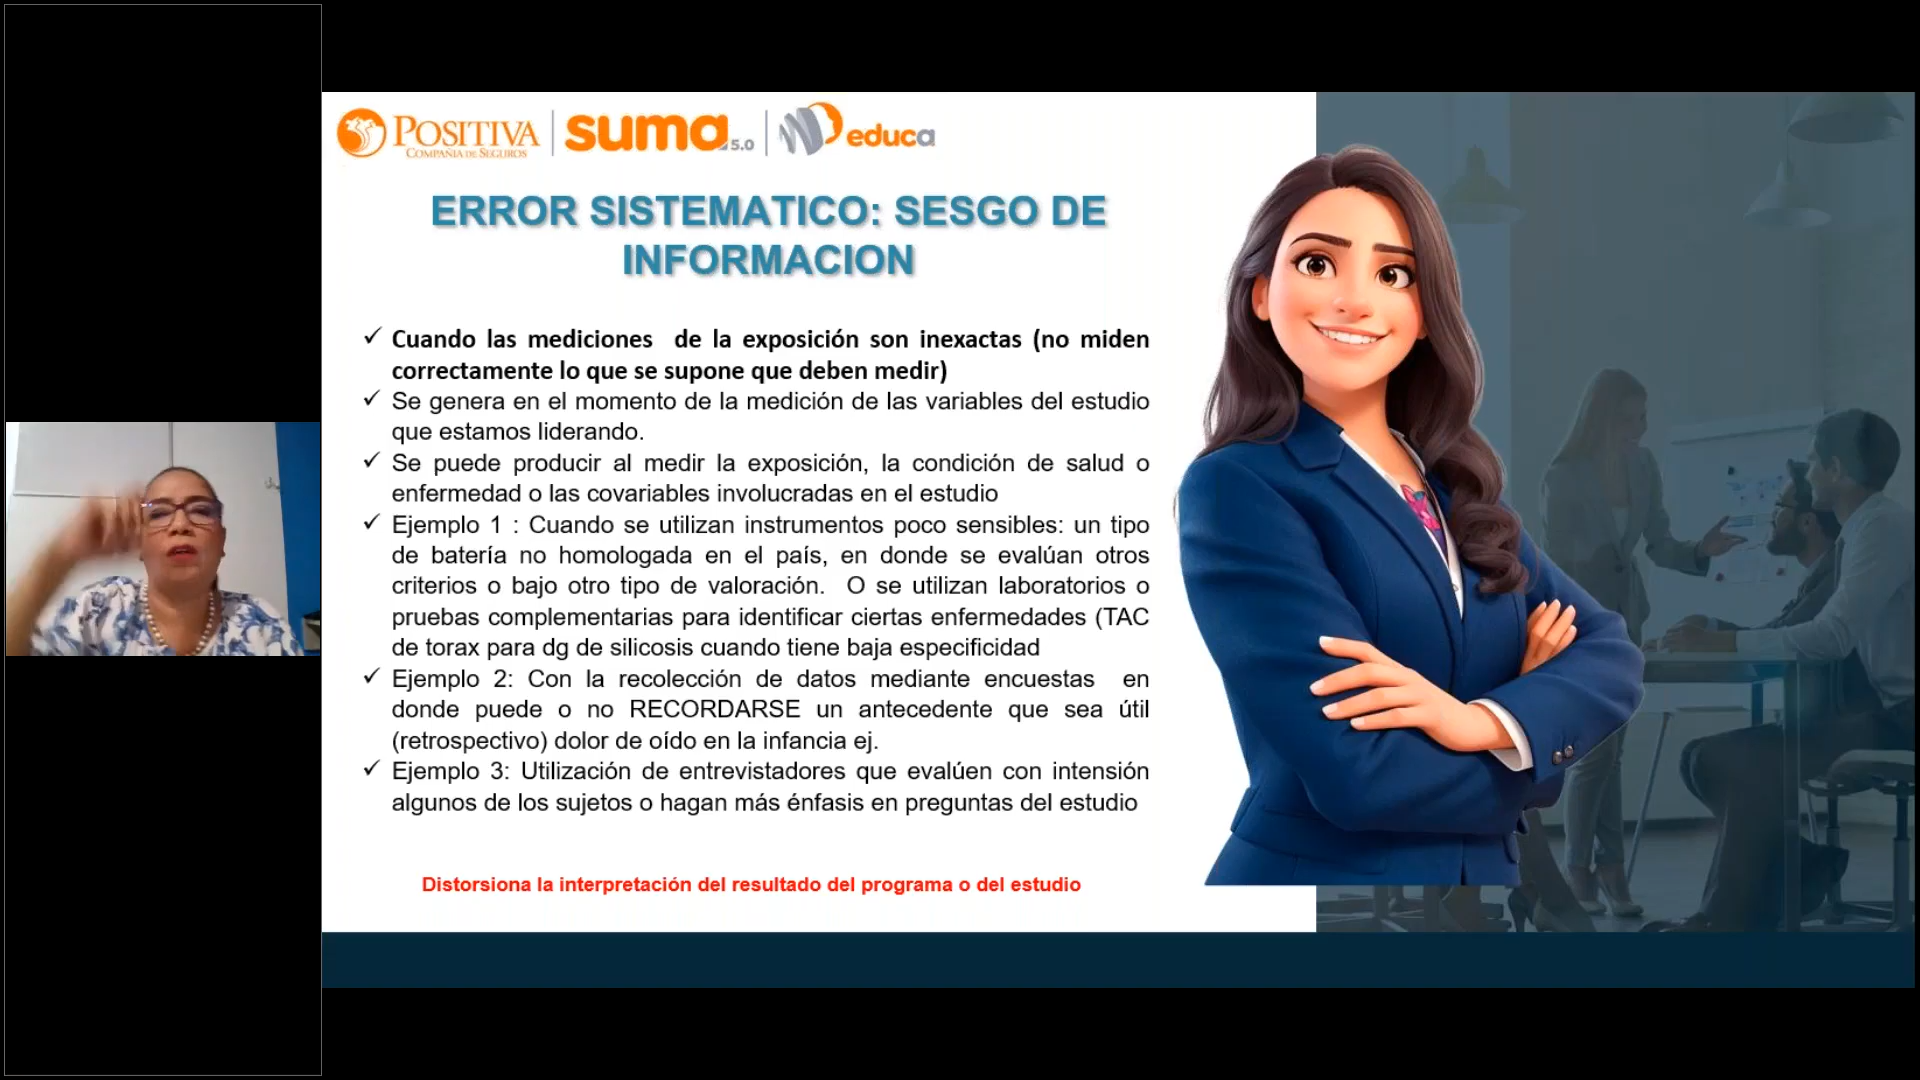 POSITIVA
COMPAÑIA DE SEGUROS
suma 5.0
educa
ERROR SISTEMATICO: SESGO DE
INFORMACION
✓ Cuando las mediciones de la exposición son inexactas (no miden
correctamente lo que se supone que deben medir)
✓ Se genera en el momento de la medición de las variables del estudio
que estamos liderando.
✓ Se puede producir al medir la exposición, la condición de salud o
enfermedad o las covariables involucradas en el estudio
✓ Ejemplo 1 : Cuando se utilizan instrumentos poco sensibles: un tipo
de batería no homologada en el país, en donde se evalúan otros
criterios o bajo otro tipo de valoración. O se utilizan laboratorios o
pruebas complementarias para identificar ciertas enfermedades (TAC
de torax para dg de silicosis cuando tiene baja especificidad
✓ Ejemplo 2: Con la recolección de datos mediante encuestas en
donde puede o no RECORDARSE un antecedente que sea útil
(retrospectivo) dolor de oído en la infancia ej.
✓ Ejemplo 3: Utilización de entrevistadores que evalúen con intensión
algunos de los sujetos o hagan más énfasis en preguntas del estudio
Distorsiona la interpretación del resultado del programa o del estudio